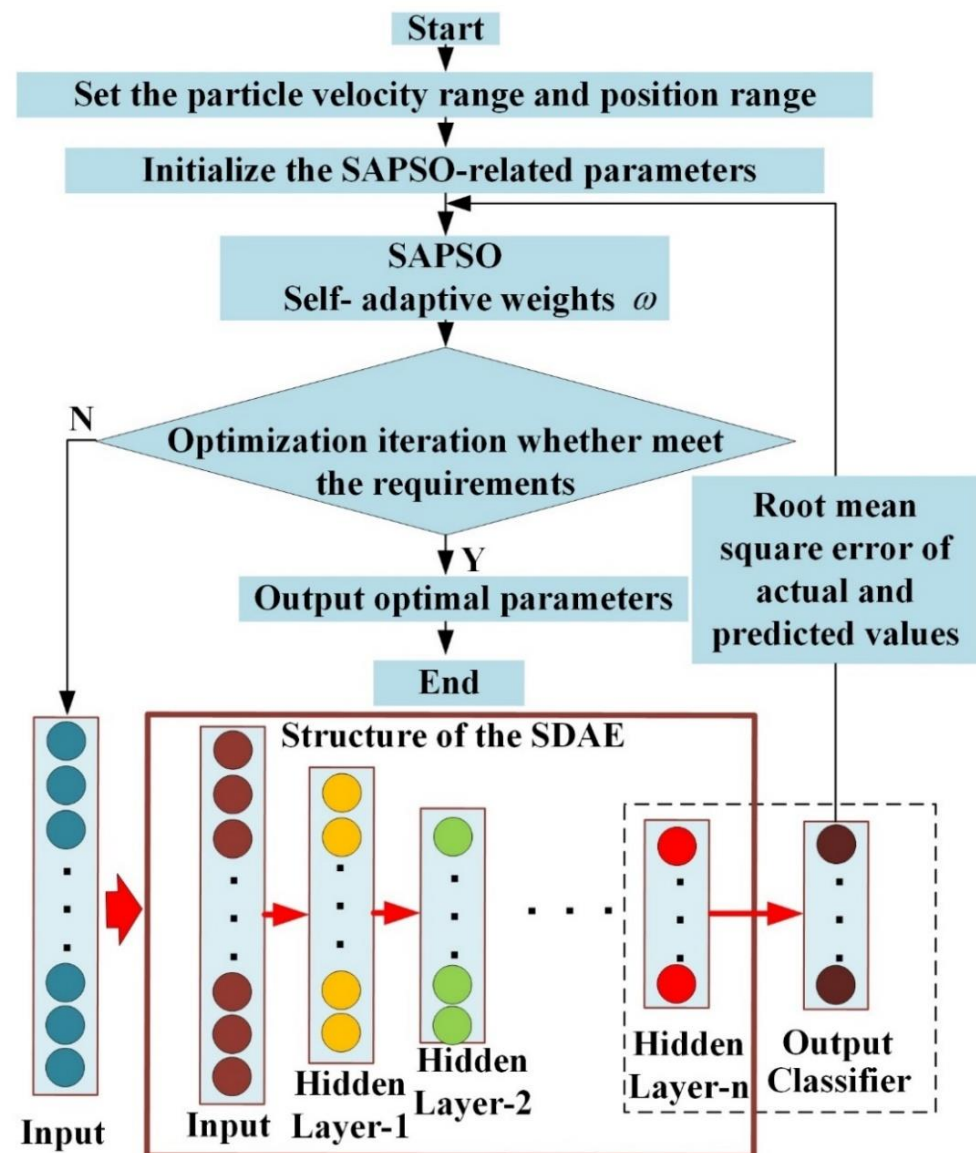 Start
Set the particle velocity range and position range
Initialize the SAPSO-related parameters
SAPSO
Self- adaptive weights ω
N
Optimization iteration whether meet
the requirements
Root mean
square error of
actual and
predicted values
Y
Output optimal parameters
End
Structure of the SDAE
Input
Input
Hidden
Layer-1
Hidden
Layer-2
Hidden
Layer-n
Output
Classifier